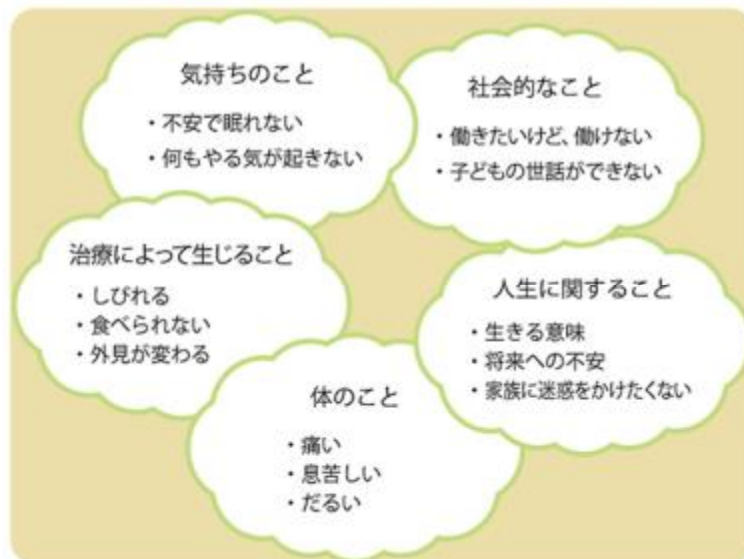 気持ちのこと
・不安で眠れない
・何もやる気が起きない
社会的なこと
・働きたいけど、働けない
・子どもの世話ができない
治療によって生じること
・しびれる
・食べられない
・外見が変わる
人生に関すること
・生きる意味
・将来への不安
・家族に迷惑をかけたくない
体のこと
・痛い
・息苦しい
・だるい